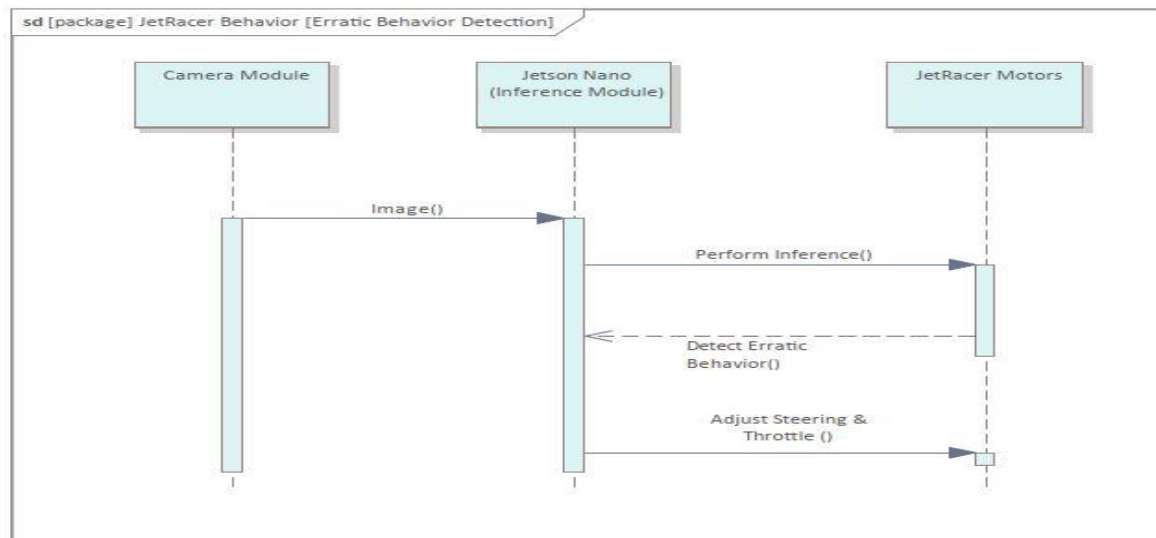 sd [package] JetRacer Behavior [Erratic Behavior Detection]
Camera Module
Jetson Nano
(Inference Module)
JetRacer Motors
Image()
Perform Inference()
Detect Erratic
Behavior()
Adjust Steering &
Throttle ()